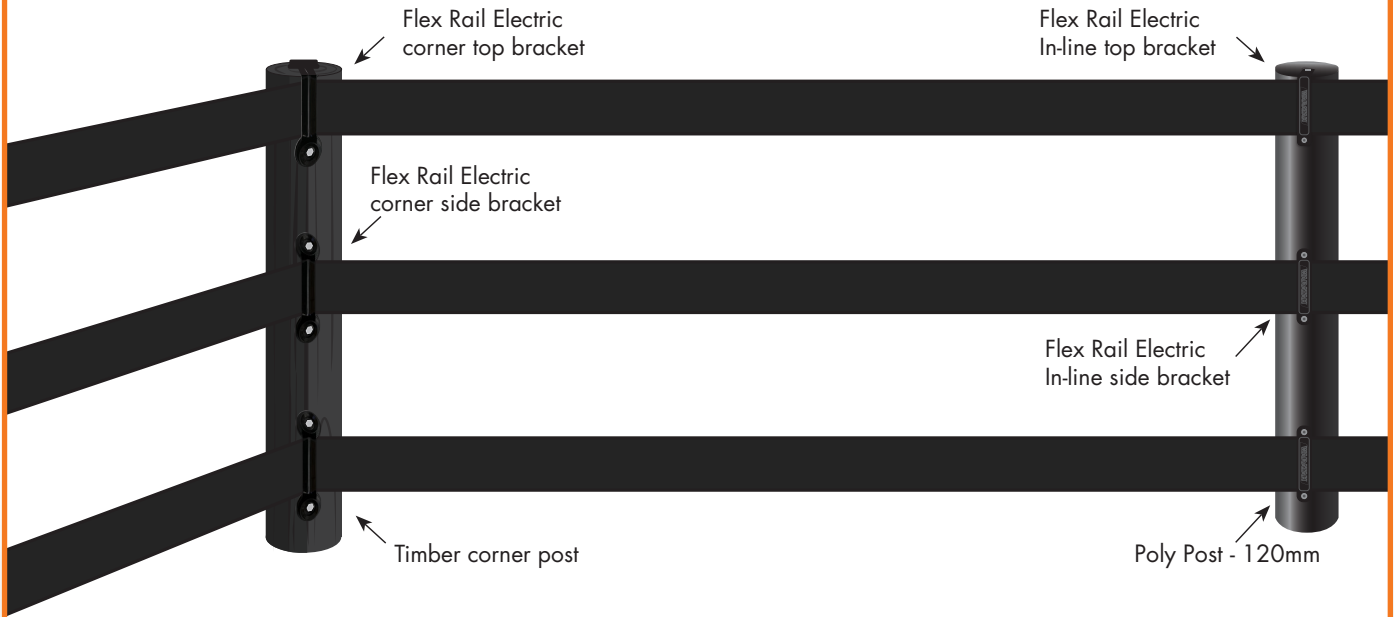 Flex Rail Electric
corner top bracket
Flex Rail Electric
In-line top bracket
Flex Rail Electric
corner side bracket
Flex Rail Electric
In-line side bracket
Timber corner post
Poly Post - 120mm